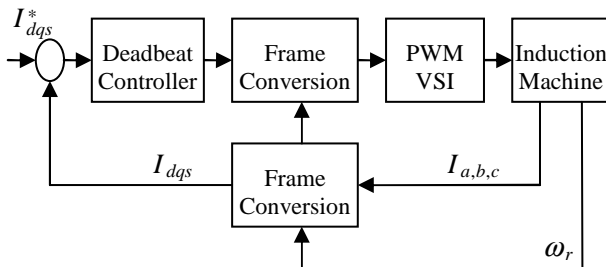 I*dqs
Deadbeat
Controller
Frame
Conversion
PWM
VSI
Induction
Machine
Idqs
Frame
Conversion
Ia,b,c
ωr